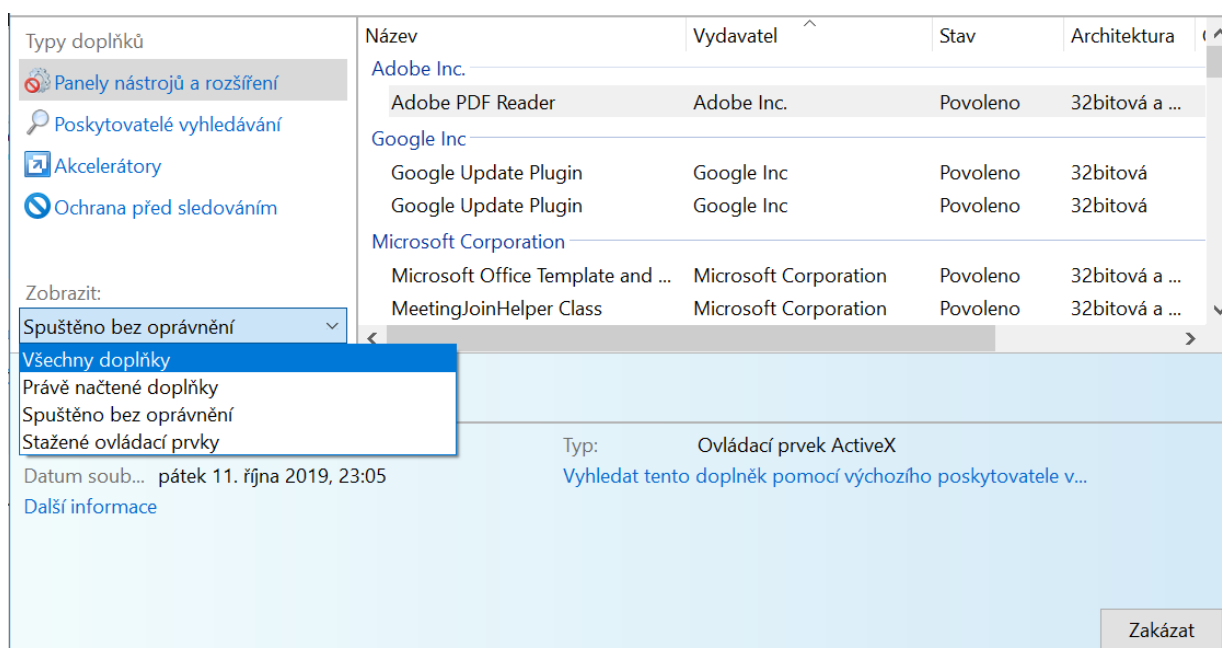 Typy doplňků
Panely nástrojů a rozšíření
Poskytovatelé vyhledávání
Akcelerátory
Ochrana před sledováním
Zobrazit:
Spuštěno bez oprávnění
Všechny doplňky
Právě načtené doplňky
Spuštěno bez oprávnění
Stažené ovládací prvky
Název Vydavatel Stav Architektura
Adobe Inc.
Adobe PDF Reader Adobe Inc. Povoleno 32bitová a ...
Google Inc
Google Update Plugin Google Inc Povoleno 32bitová
Google Update Plugin Google Inc Povoleno 32bitová
Microsoft Corporation
Microsoft Office Template and ... Microsoft Corporation Povoleno 32bitová a ...
MeetingJoinHelper Class Microsoft Corporation Povoleno 32bitová a ...
Typ: Ovládací prvek ActiveX
Datum soub... pátek 11. října 2019, 23:05 Vyhledat tento doplněk pomocí výchozího poskytovatele v...
Další informace
Zakázat